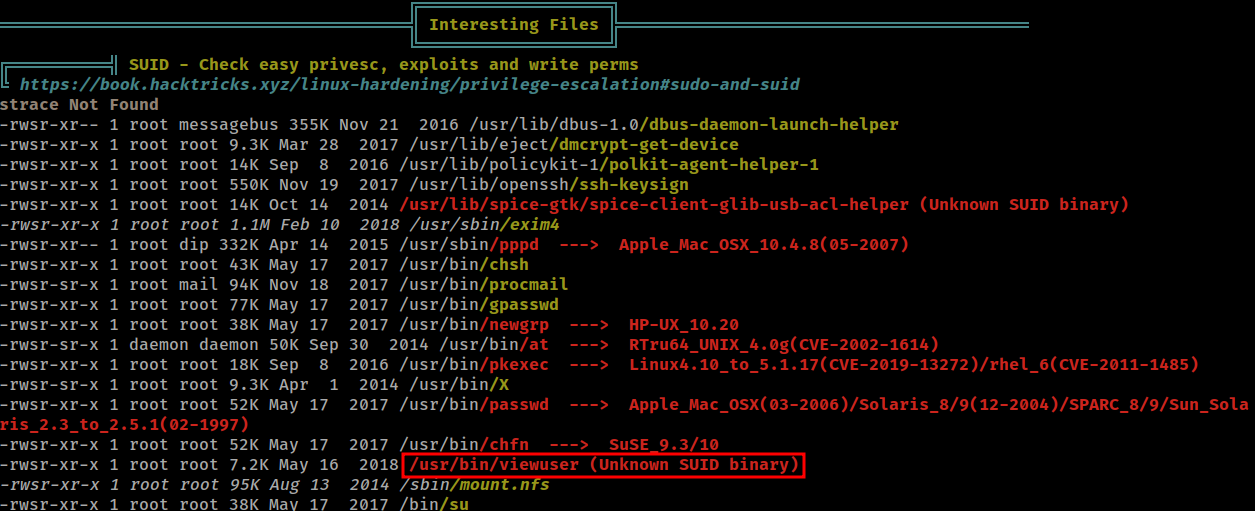 Interesting Files
SUID - Check easy privesc, exploits and write perms
https://book.hacktricks.xyz/linux-hardening/privilege-escalation#sudo-and-suid
strace Not Found
-rwsr-xr-- 1 root messagebus 355K Nov 21  2016 /usr/lib/dbus-1.0/dbus-daemon-launch-helper
-rwsr-xr-x 1 root root 9.3K Mar 28  2017 /usr/lib/eject/dmcrypt-get-device
-rwsr-xr-x 1 root root 14K Sep  8  2016 /usr/lib/policykit-1/polkit-agent-helper-1
-rwsr-xr-x 1 root root 550K Nov 19  2017 /usr/lib/openssh/ssh-keysign
-rwsr-xr-x 1 root root 14K Oct 14  2014 /usr/lib/spice-gtk/spice-client-glib-usb-acl-helper (Unknown SUID binary)
-rwsr-xr-x 1 root root 1.1M Feb 10  2018 /usr/sbin/exim4
-rwsr-xr-- 1 root dip 332K Apr 14  2015 /usr/sbin/pppd  --->  Apple_Mac_OSX_10.4.8(05-2007)
-rwsr-xr-x 1 root root 43K May 17  2017 /usr/bin/chsh
-rwsr-sr-x 1 root mail 94K Nov 18  2017 /usr/bin/procmail
-rwsr-xr-x 1 root root 77K May 17  2017 /usr/bin/gpasswd
-rwsr-xr-x 1 root root 38K May 17  2017 /usr/bin/newgrp  --->  HP-UX_10.20
-rwsr-sr-x 1 daemon daemon 50K Sep 30  2014 /usr/bin/at  --->  RTru64_UNIX_4.0g(CVE-2002-1614)
-rwsr-xr-x 1 root root 18K Sep  8  2016 /usr/bin/pkexec  --->  Linux4.10_to_5.1.17(CVE-2019-13272)/rhel_6(CVE-2011-1485)
-rwsr-sr-x 1 root root 9.3K Apr  1  2014 /usr/bin/X
-rwsr-xr-x 1 root root 52K May 17  2017 /usr/bin/passwd  --->  Apple_Mac_OSX(03-2006)/Solaris_8/9(12-2004)/SPARC_8/9/Sun_Sola
ris_2.3_to_2.5.1(02-1997)
-rwsr-xr-x 1 root root 52K May 17  2017 /usr/bin/chfn  --->  SuSE_9.3/10
-rwsr-xr-x 1 root root 7.2K May 16  2018 /usr/bin/viewuser (Unknown SUID binary)
-rwsr-xr-x 1 root root 95K Aug 13  2014 /sbin/mount.nfs
-rwsr-xr-x 1 root root 38K May 17  2017 /bin/su